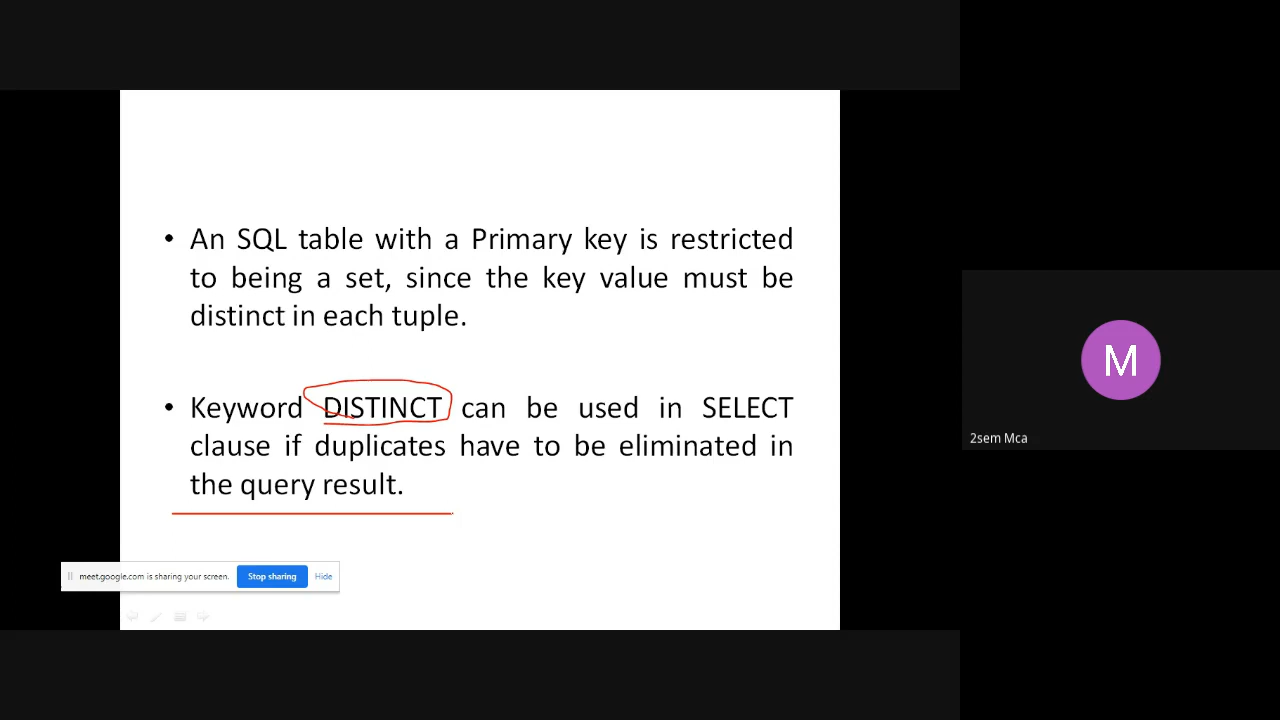 • An SQL table with a Primary key is restricted
to being a set, since the key value must be
distinct in each tuple.
• Keyword DISTINCT can be used in SELECT
clause if duplicates have to be eliminated in
the query result.
meet.google.com is sharing your screen. Stop sharing Hide
M
2sem Mca